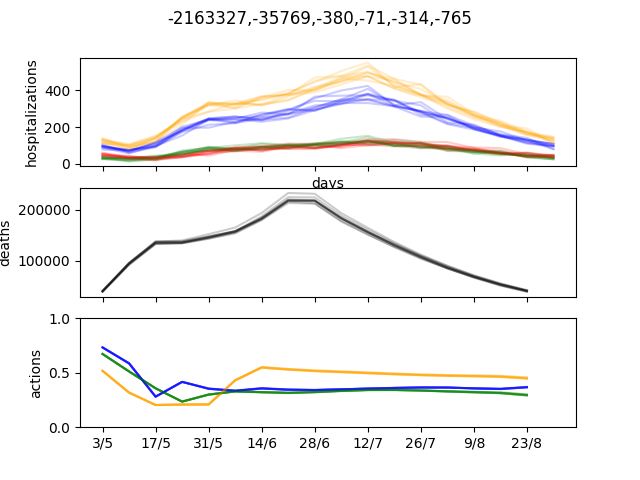 -2163327,-35769,-380,-71,-314,-765
400
200
0
hospitalizations
days
200000
100000
deaths
1.0
0.5
0.0
actions
3/5 17/5 31/5 14/6 28/6 12/7 26/7 9/8 23/8